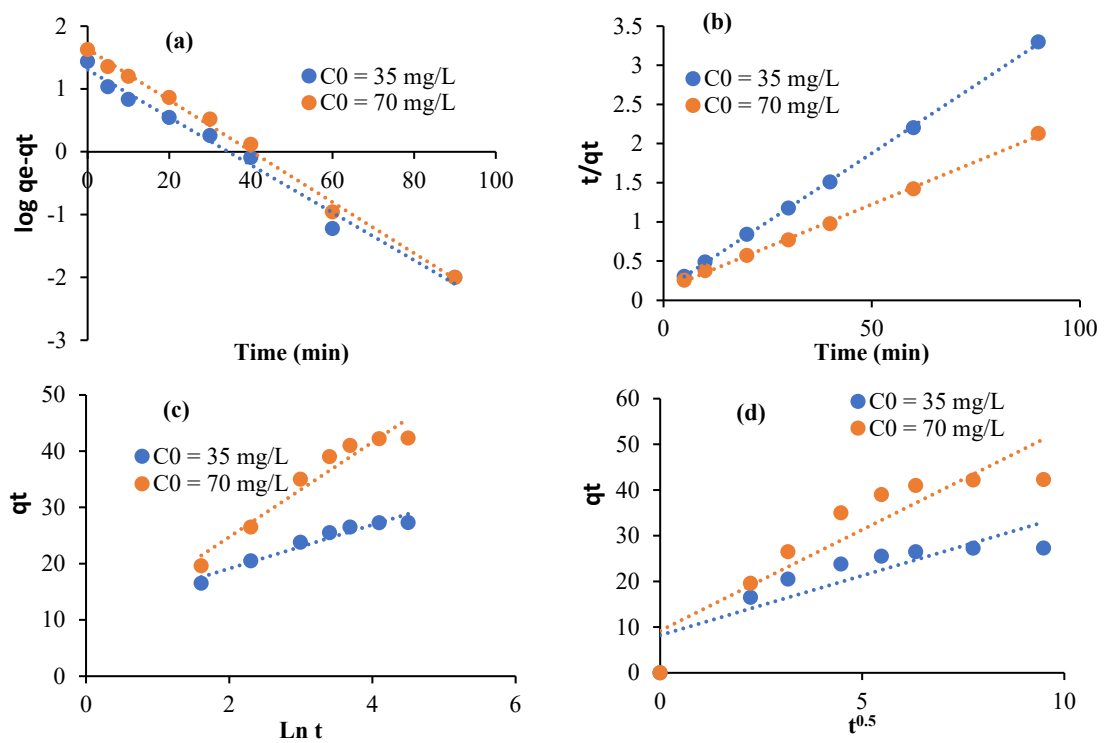 (a)
2
1
0
-1
-2
-3
0
20
40
60
80
100
C0 = 35 mg/L
C0 = 70 mg/L
log qe-qt
Time (min)
(b)
3.5
3
2.5
2
1.5
1
0.5
0
0
50
100
C0 = 35 mg/L
C0 = 70 mg/L
t/qt
Time (min)
(c)
50
40
30
20
10
0
0
2
4
6
C0 = 35 mg/L
C0 = 70 mg/L
qt
Ln t
(d)
60
50
40
30
20
10
0
0
5
10
C0 = 35 mg/L
C0 = 70 mg/L
qt
t^0.5